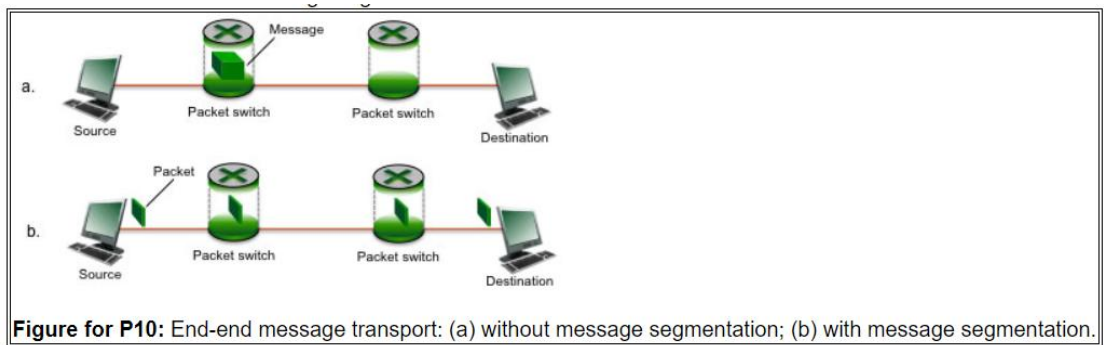 Message
a.
Packet switch
Packet switch
Source
Destination
Packet
b.
Packet switch
Packet switch
Source
Destination
Figure for P10: End-end message transport: (a) without message segmentation; (b) with message segmentation.